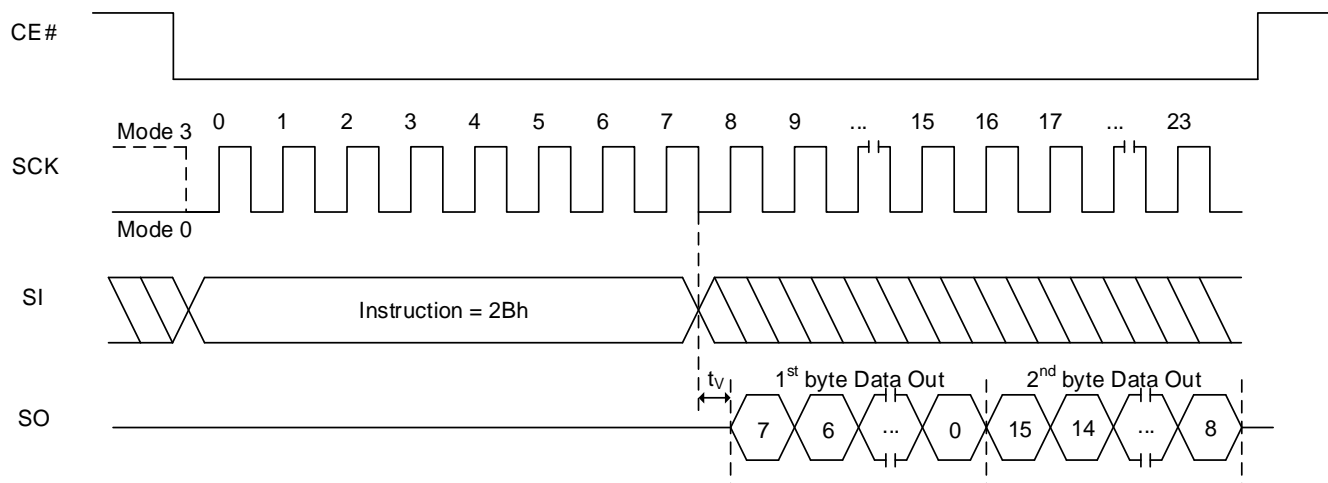 CE#
0 1 2 3 4 5 6 7 8 9 ... 15 16 17 ... 23
Mode 3
SCK
Mode 0
SI
Instruction = 2Bh
tV
1st byte Data Out
2nd byte Data Out
SO
7 6 ... 0 15 14 ... 8